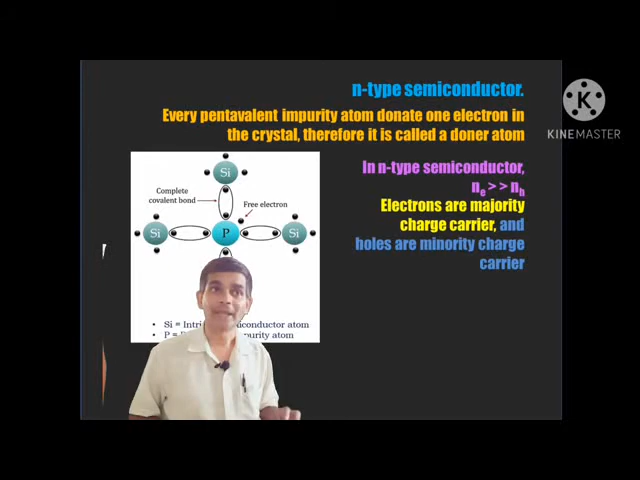 n-type semiconductor.
Every pentavalent impurity atom donate one electron in
the crystal, therefore it is called a doner atom
In n-type semiconductor,
nₑ >> nₕ
Electrons are majority
charge carrier, and
holes are minority charge
carrier
Si
Complete
covalent bond
Free electron
Si
P
Si
• Si = Intri
conductor atom
• P =
purity atom
K
KINEMASTER